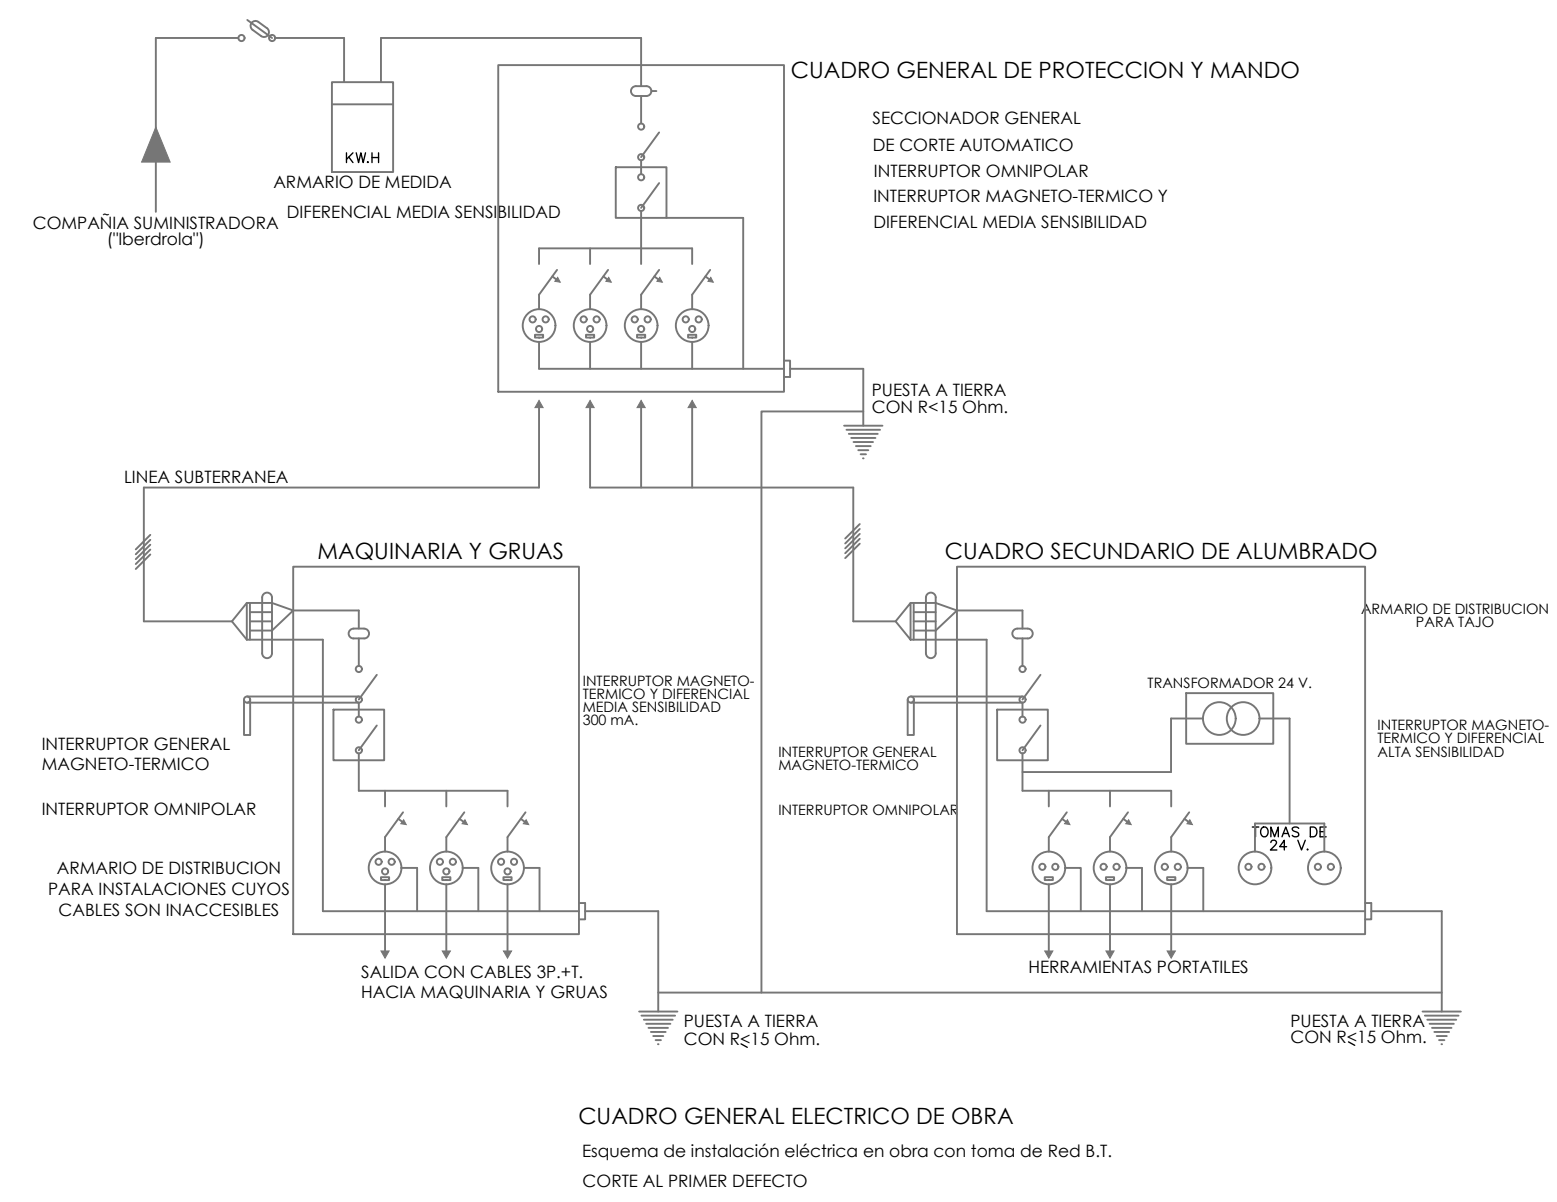 CUADRO GENERAL DE PROTECCION Y MANDO
SECCIONADOR GENERAL
DE CORTE AUTOMATICO
INTERRUPTOR OMNIPOLAR
INTERRUPTOR MAGNETO-TERMICO Y
DIFERENCIAL MEDIA SENSIBILIDAD
KW.H
ARMARIO DE MEDIDA
DIFERENCIAL MEDIA SENSIBILIDAD
COMPAÑIA SUMINISTRADORA
("Iberdrola")
PUESTA A TIERRA
CON R<15 Ohm.
LINEA SUBTERRANEA
MAQUINARIA Y GRUAS
INTERRUPTOR MAGNETO-
TERMICO Y DIFERENCIAL
MEDIA SENSIBILIDAD
300 mA.
INTERRUPTOR GENERAL
MAGNETO-TERMICO
INTERRUPTOR OMNIPOLAR
ARMARIO DE DISTRIBUCION
PARA INSTALACIONES CUYOS
CABLES SON INACCESIBLES
SALIDA CON CABLES 3P.+T.
HACIA MAQUINARIA Y GRUAS
PUESTA A TIERRA
CON R≤15 Ohm.
CUADRO SECUNDARIO DE ALUMBRADO
ARMARIO DE DISTRIBUCION
PARA TAJO
TRANSFORMADOR 24 V.
INTERRUPTOR MAGNETO-
TERMICO Y DIFERENCIAL
ALTA SENSIBILIDAD
INTERRUPTOR GENERAL
MAGNETO-TERMICO
INTERRUPTOR OMNIPOLAR
TOMAS DE
24 V.
HERRAMIENTAS PORTATILES
PUESTA A TIERRA
CON R≤15 Ohm.
CUADRO GENERAL ELECTRICO DE OBRA
Esquema de instalación eléctrica en obra con toma de Red B.T.
CORTE AL PRIMER DEFECTO